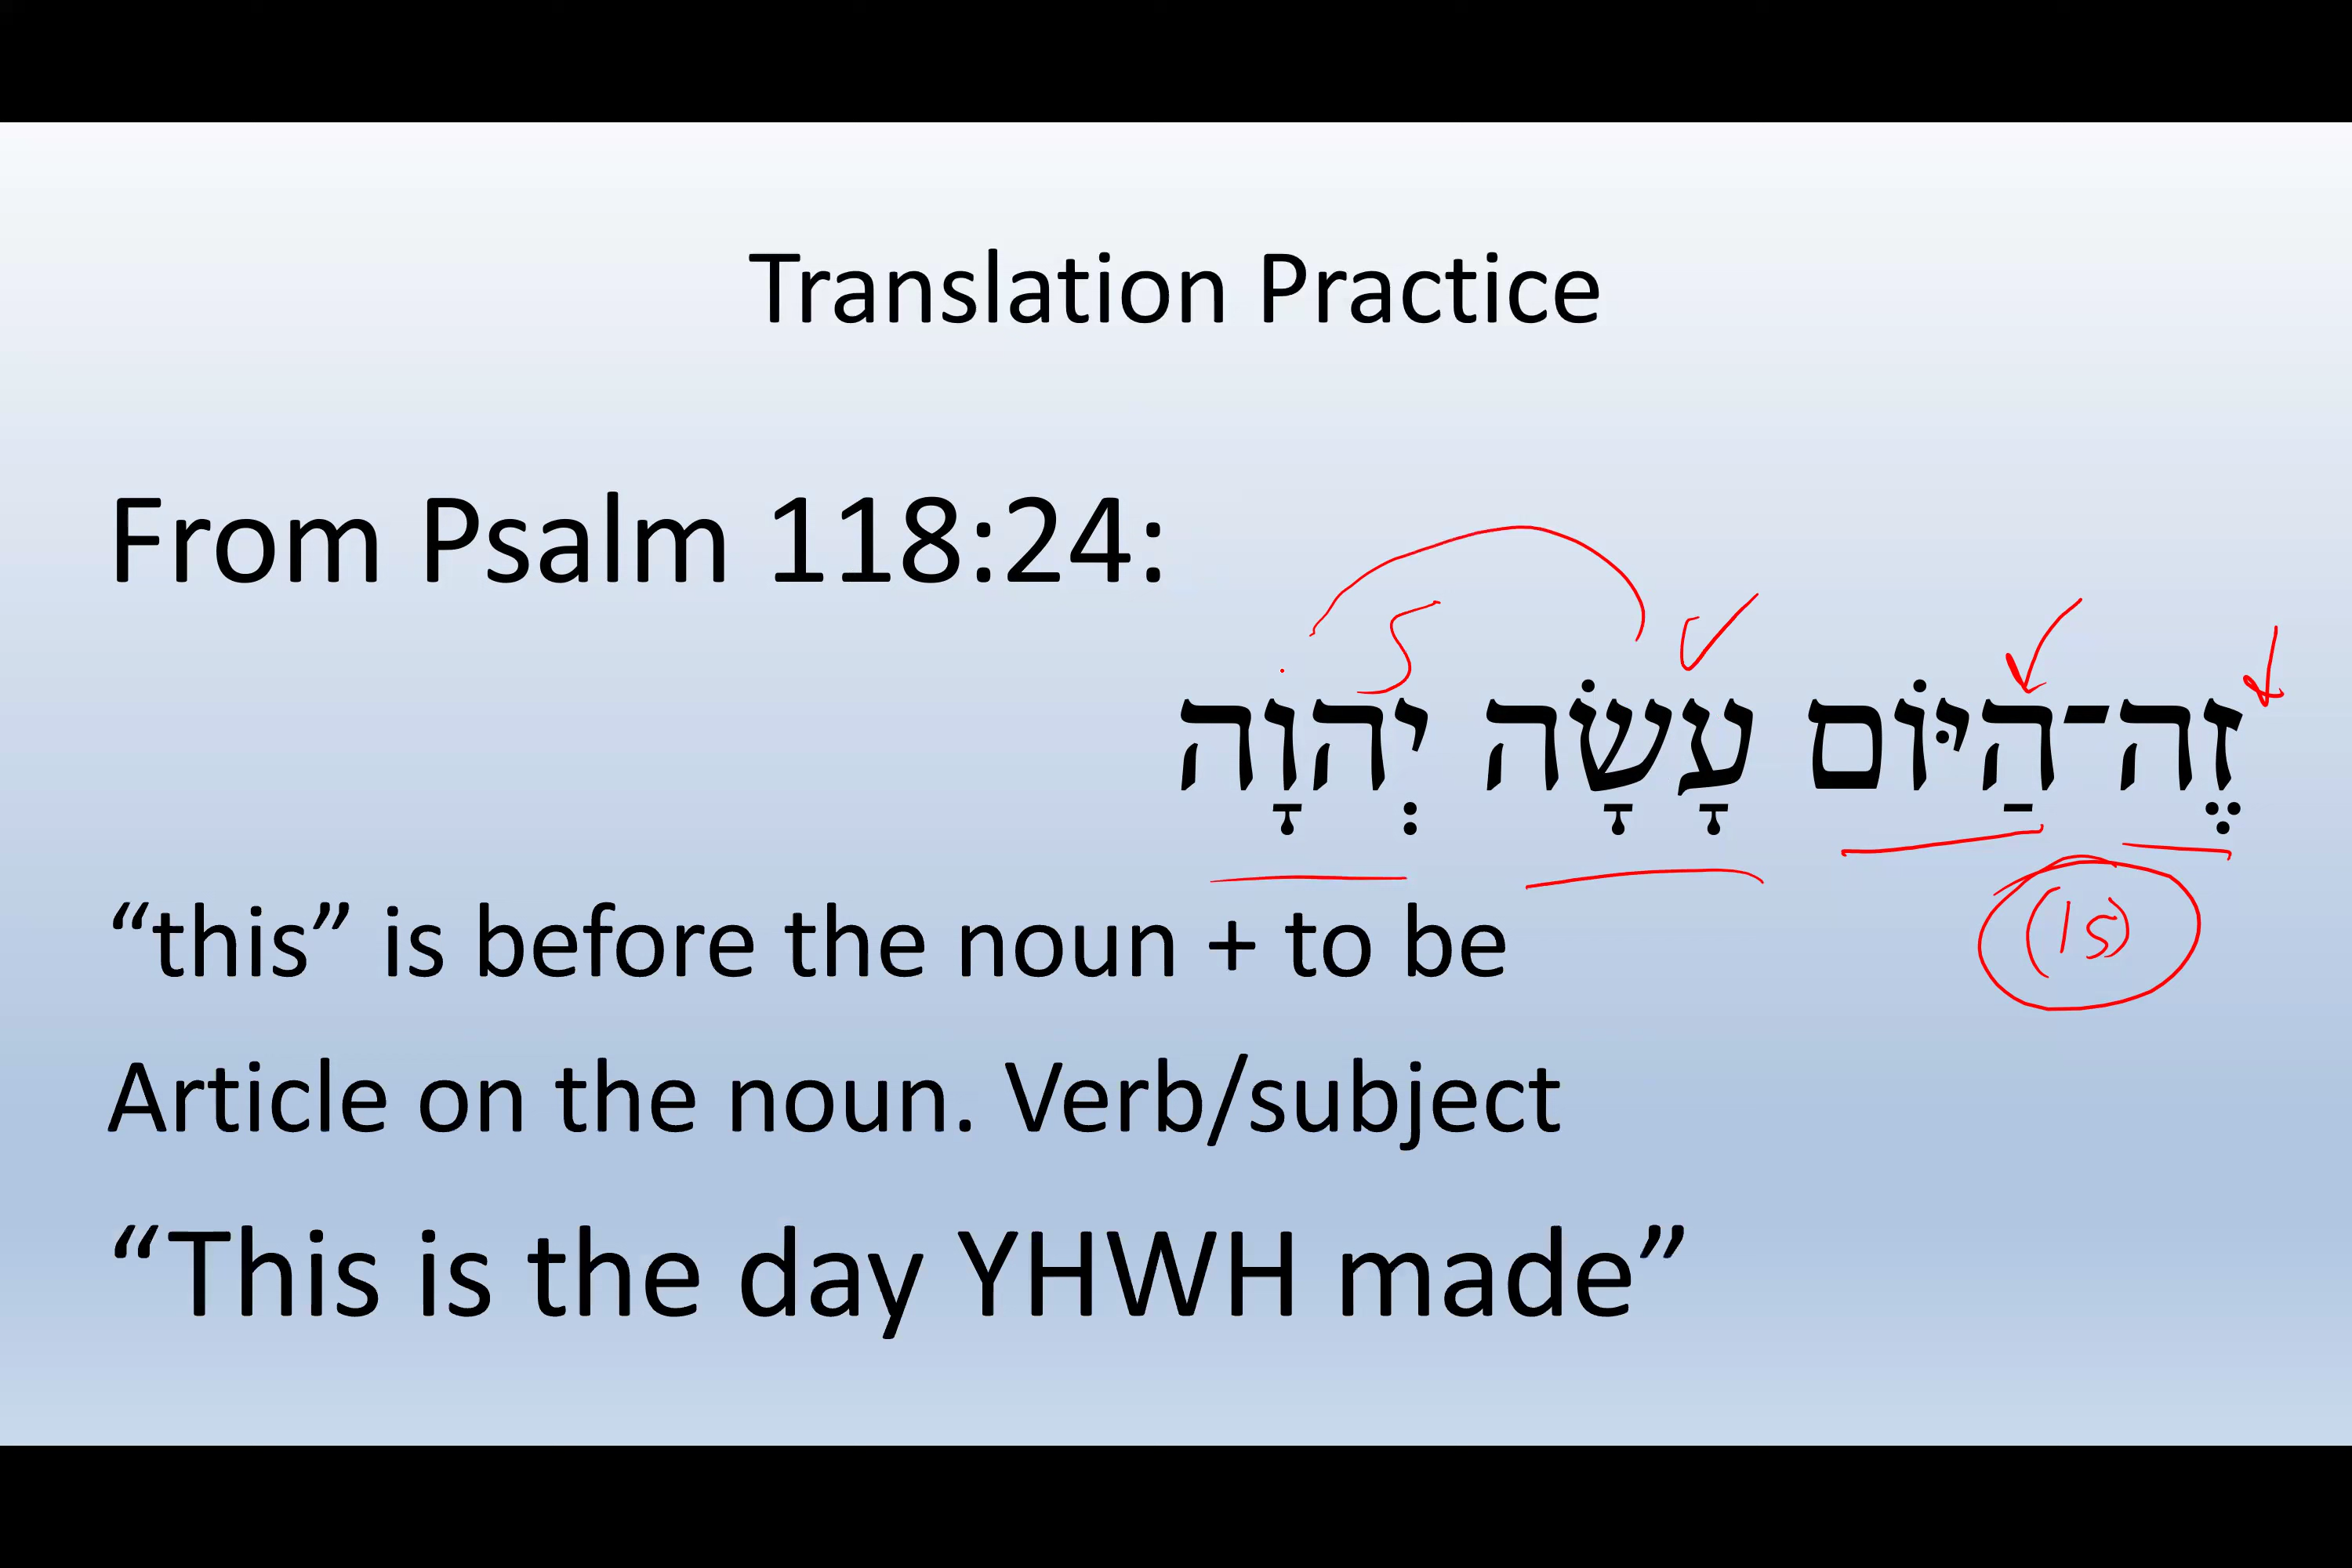 Translation Practice
From Psalm 118:24:
זֶה־הַיּוֹם עָשָׂה יְהוָה
“this” is before the noun + to be
(is)
Article on the noun. Verb/subject
“This is the day YHWH made”